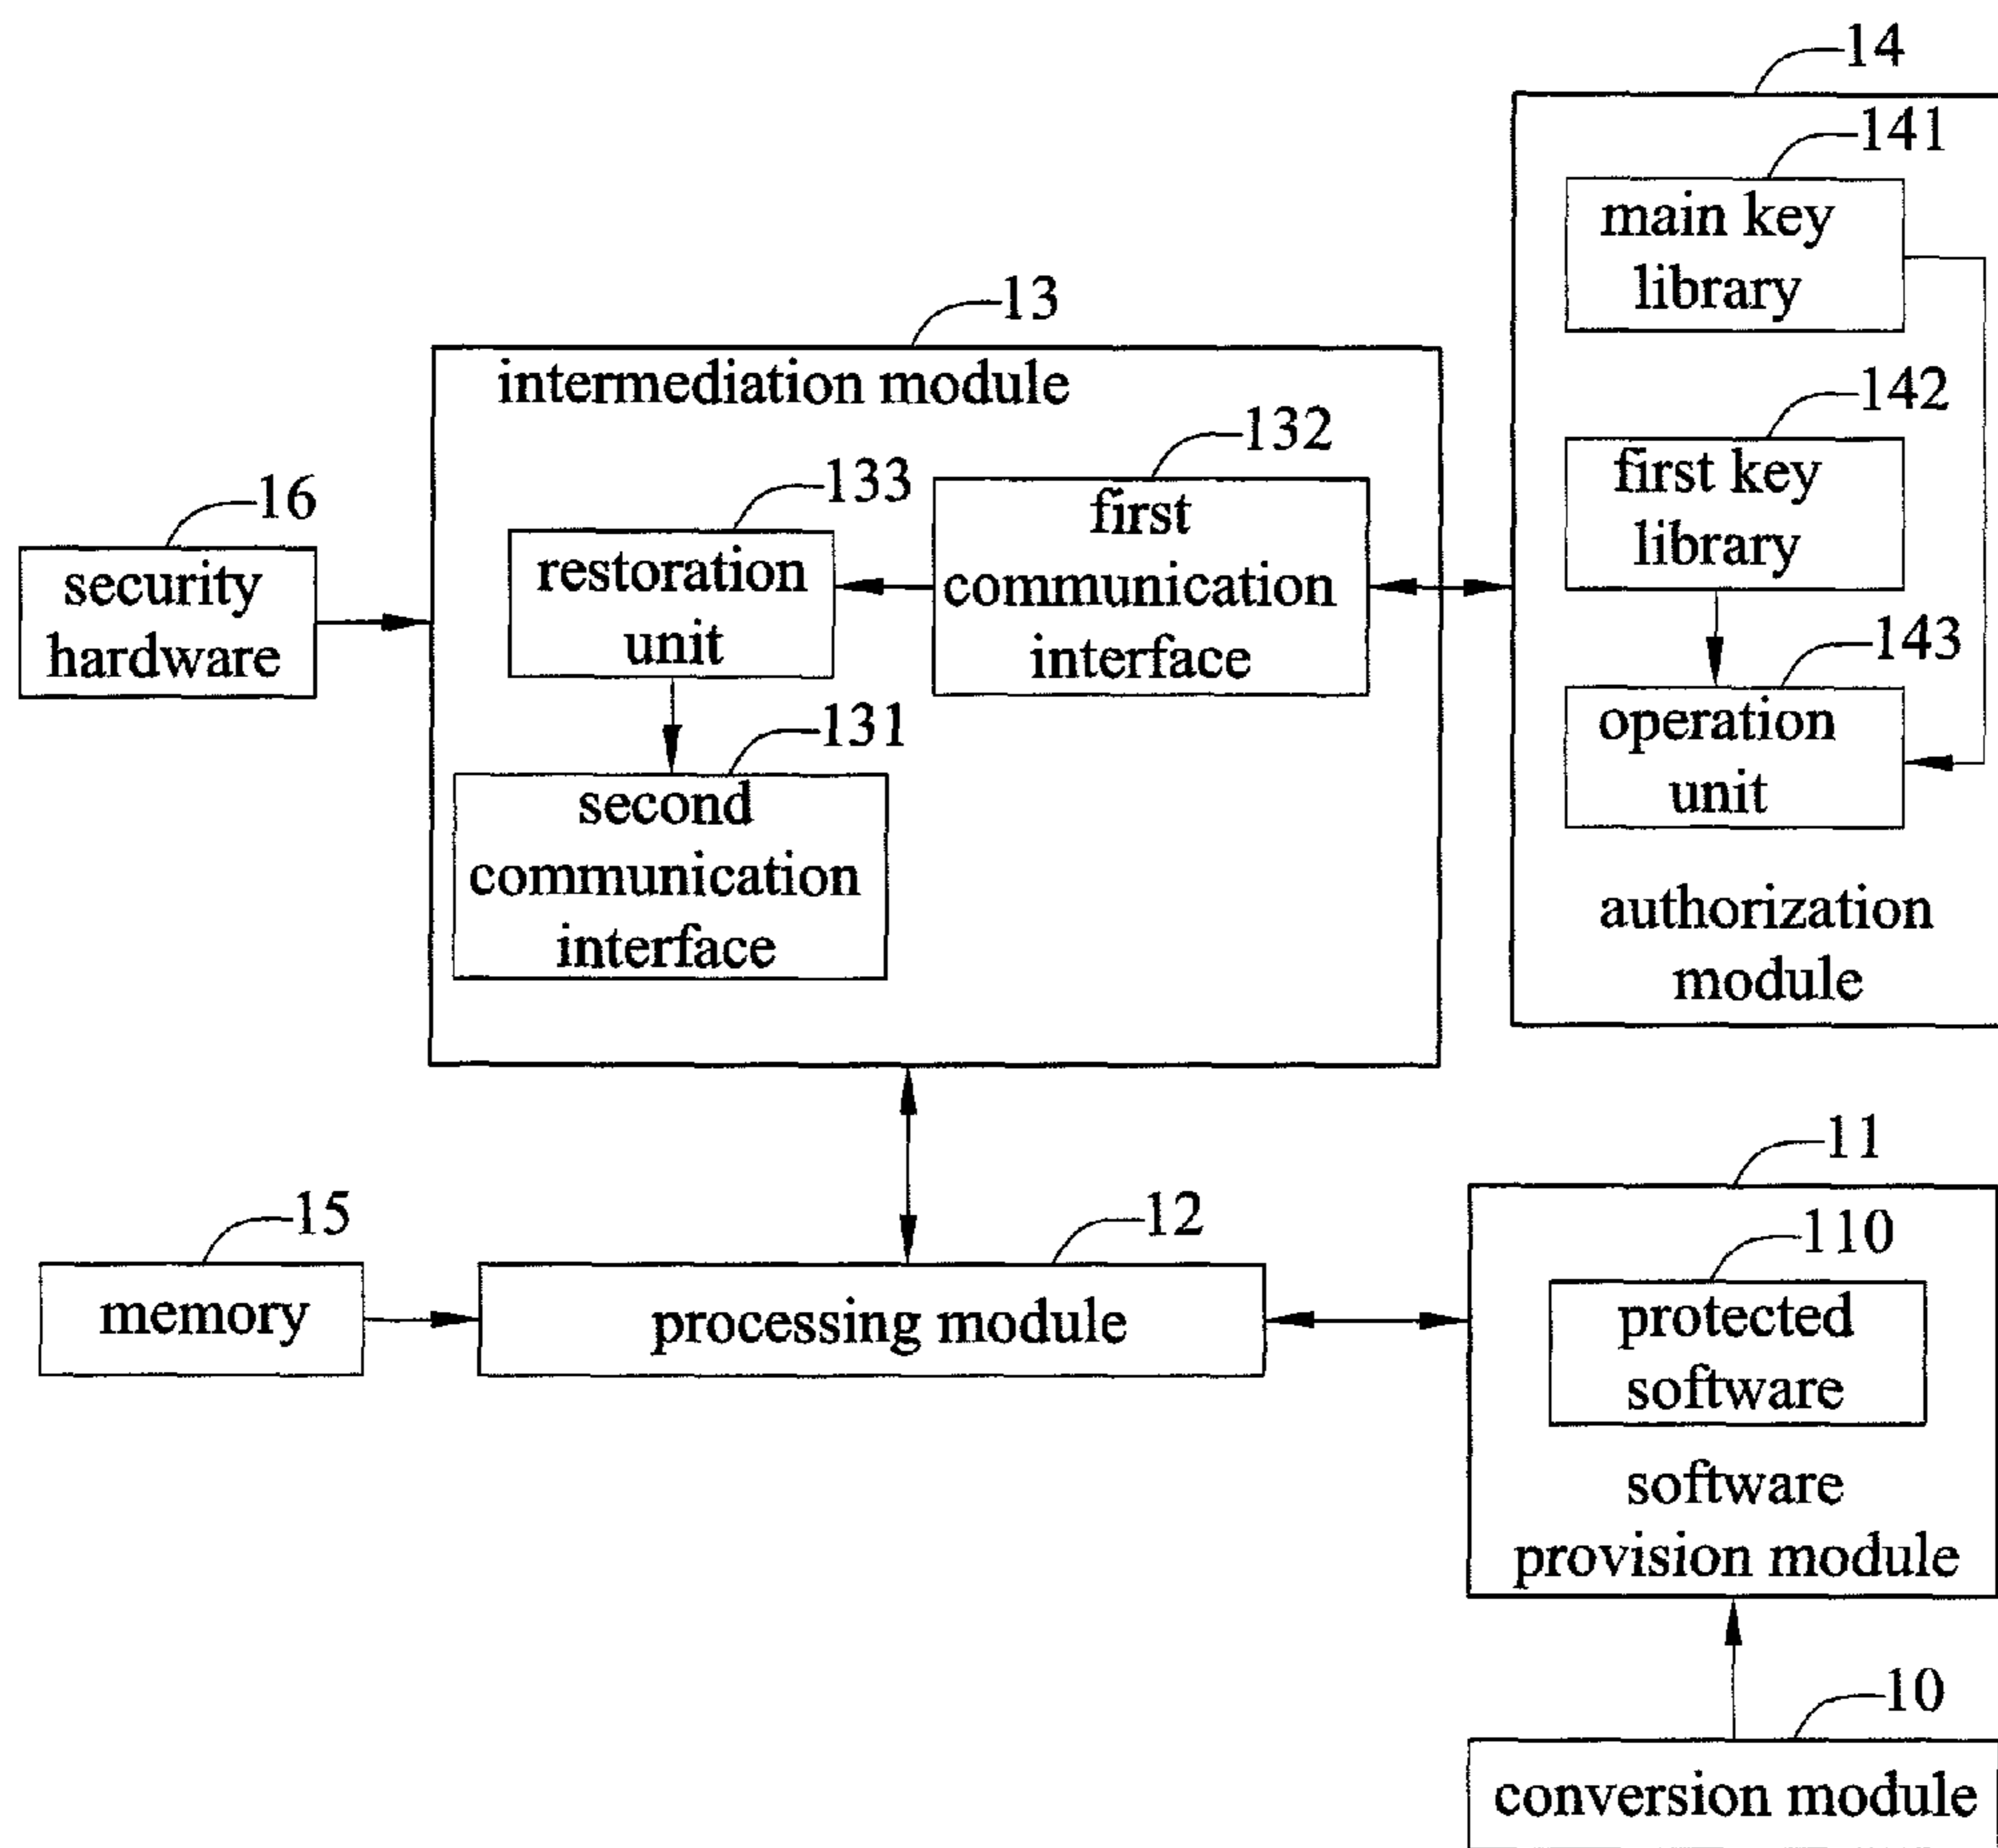 14
141
main key
library
13
intermediation module
142
132
first key
library
133
first
communication
interface
16
security
hardware
restoration
unit
143
operation
unit
131
second
communication
interface
authorization
module
11
15
12
110
memory
processing module
protected
software
software
provision module
10
conversion module